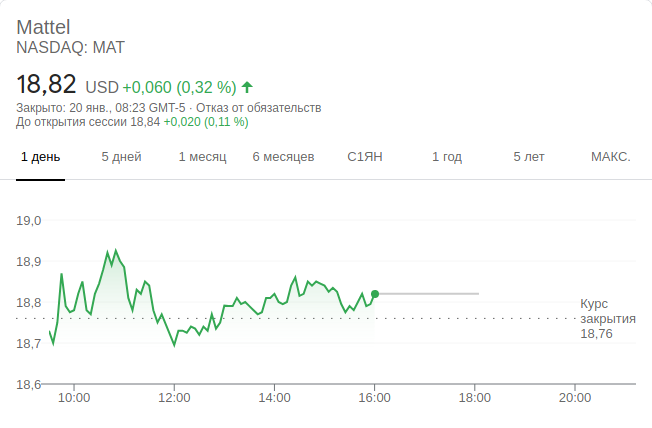 Mattel
NASDAQ: MAT
18,82 USD +0,060 (0,32 %)
Закрыто: 20 янв., 08:23 GMT-5 · Отказ от обязательств
До открытия сессии 18,84 +0,020 (0,11 %)
1 день 5 дней 1 месяц 6 месяцев С1ЯН 1 год 5 лет МАКС.
19,0
18,9
18,8
18,7
18,6
Курс
закрытия
18,76
10:00 12:00 14:00 16:00 18:00 20:00